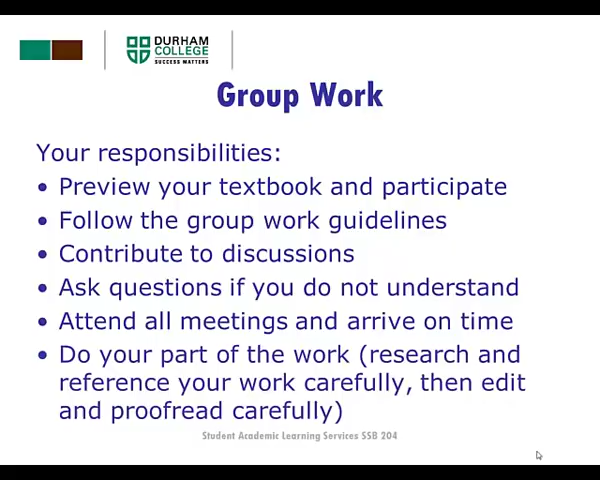 DURHAM
COLLEGE
SUCCESS MATTERS
Group Work
Your responsibilities:
• Preview your textbook and participate
• Follow the group work guidelines
• Contribute to discussions
• Ask questions if you do not understand
• Attend all meetings and arrive on time
• Do your part of the work (research and
reference your work carefully, then edit
and proofread carefully)
Student Academic Learning Services SSB 204